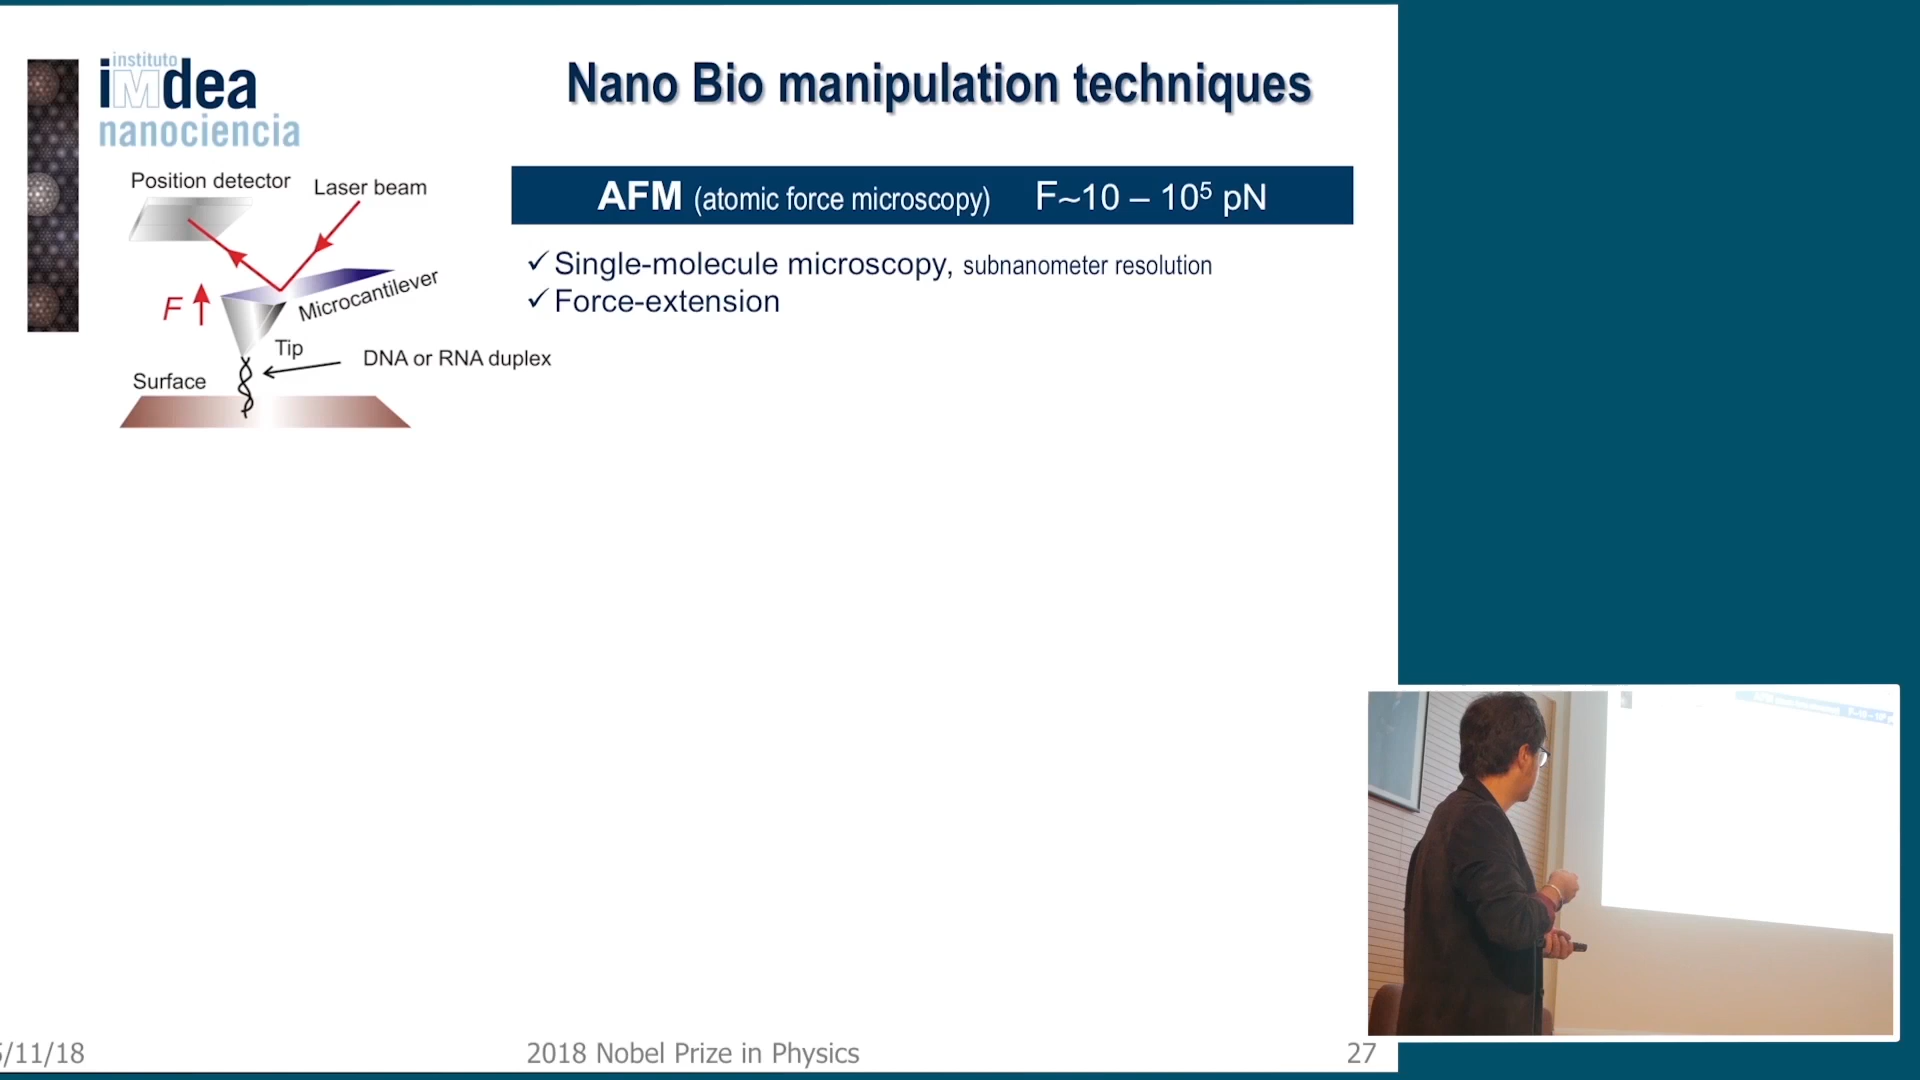 instituto
iMdea
nanociencia
Nano Bio manipulation techniques
Position detector
Laser beam
AFM (atomic force microscopy) F~10 – 10⁵ pN
✓ Single-molecule microscopy, subnanometer resolution
✓ Force-extension
F
Microcantilever
Tip
DNA or RNA duplex
Surface
/11/18
2018 Nobel Prize in Physics
27